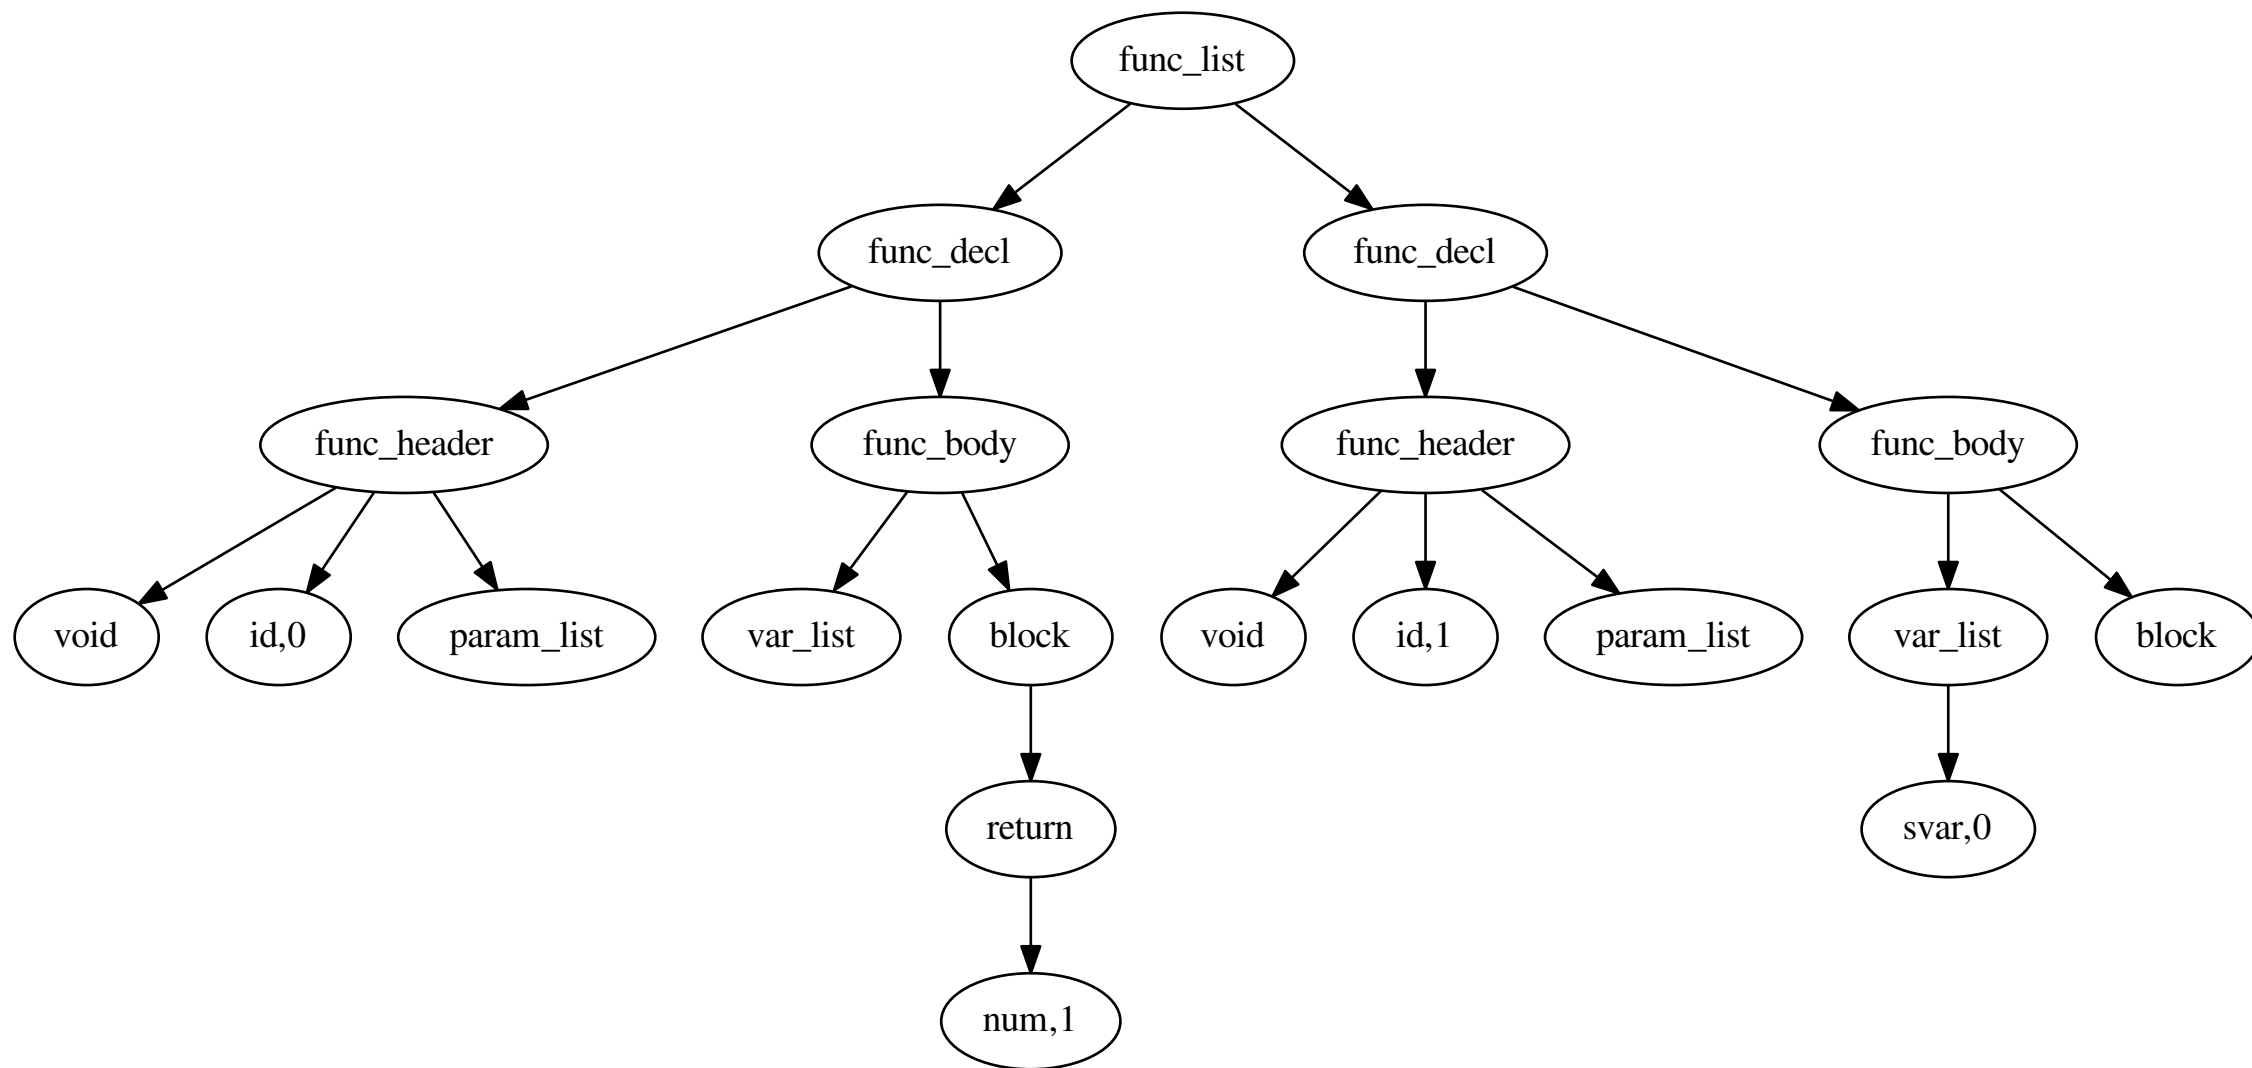 func_list
func_decl
func_decl
func_header
func_body
func_header
func_body
void
id,0
param_list
var_list
block
void
id,1
param_list
var_list
block
return
svar,0
num,1